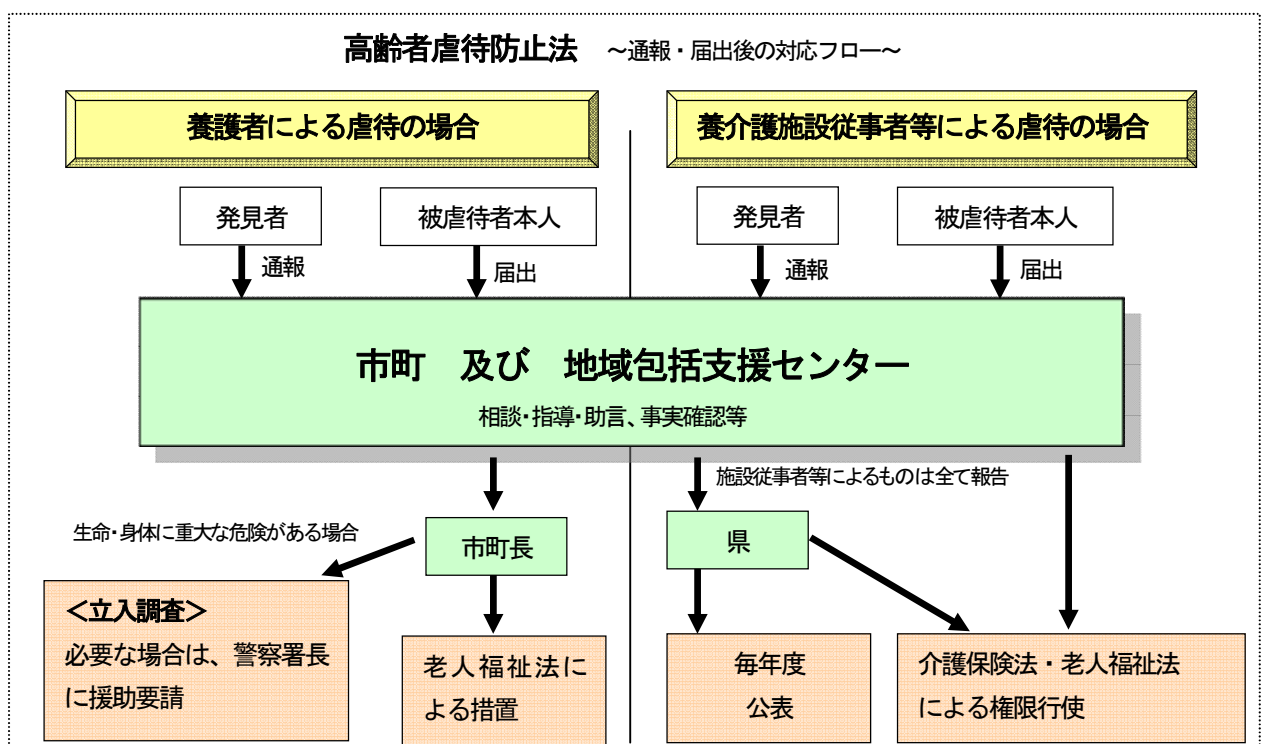 高齢者虐待防止法 ~通報・届出後の対応フロー~
養護者による虐待の場合
養介護施設従事者等による虐待の場合
発見者
被虐待者本人
発見者
被虐待者本人
通報
届出
通報
届出
市町 及び 地域包括支援センター
相談・指導・助言、事実確認等
施設従事者等によるものは全て報告
生命・身体に重大な危険がある場合
市町長
県
<立入調査>
必要な場合は、警察署長
に援助要請
老人福祉法に
よる措置
毎年度
公表
介護保険法・老人福祉法
による権限行使